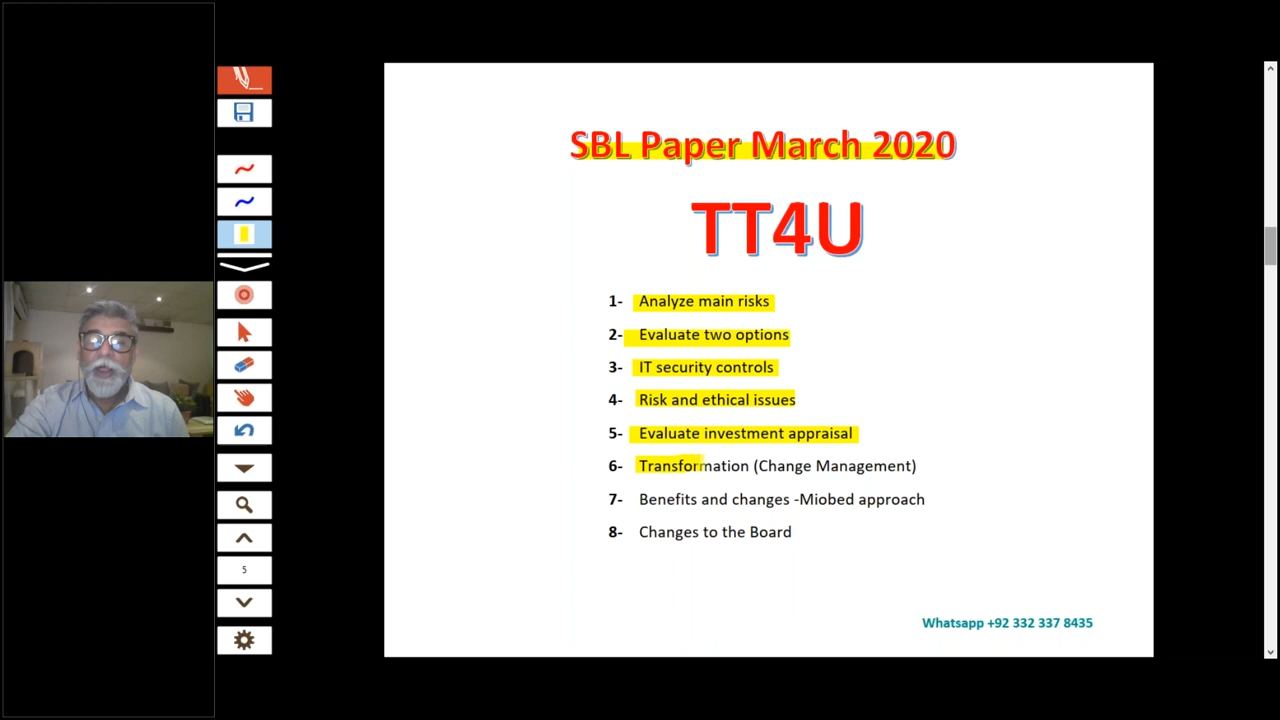 SBL Paper March 2020
TT4U
1- Analyze main risks
2- Evaluate two options
3- IT security controls
4- Risk and ethical issues
5- Evaluate investment appraisal
6- Transformation (Change Management)
7- Benefits and changes -Miobed approach
8- Changes to the Board
5
Whatsapp +92 332 337 8435